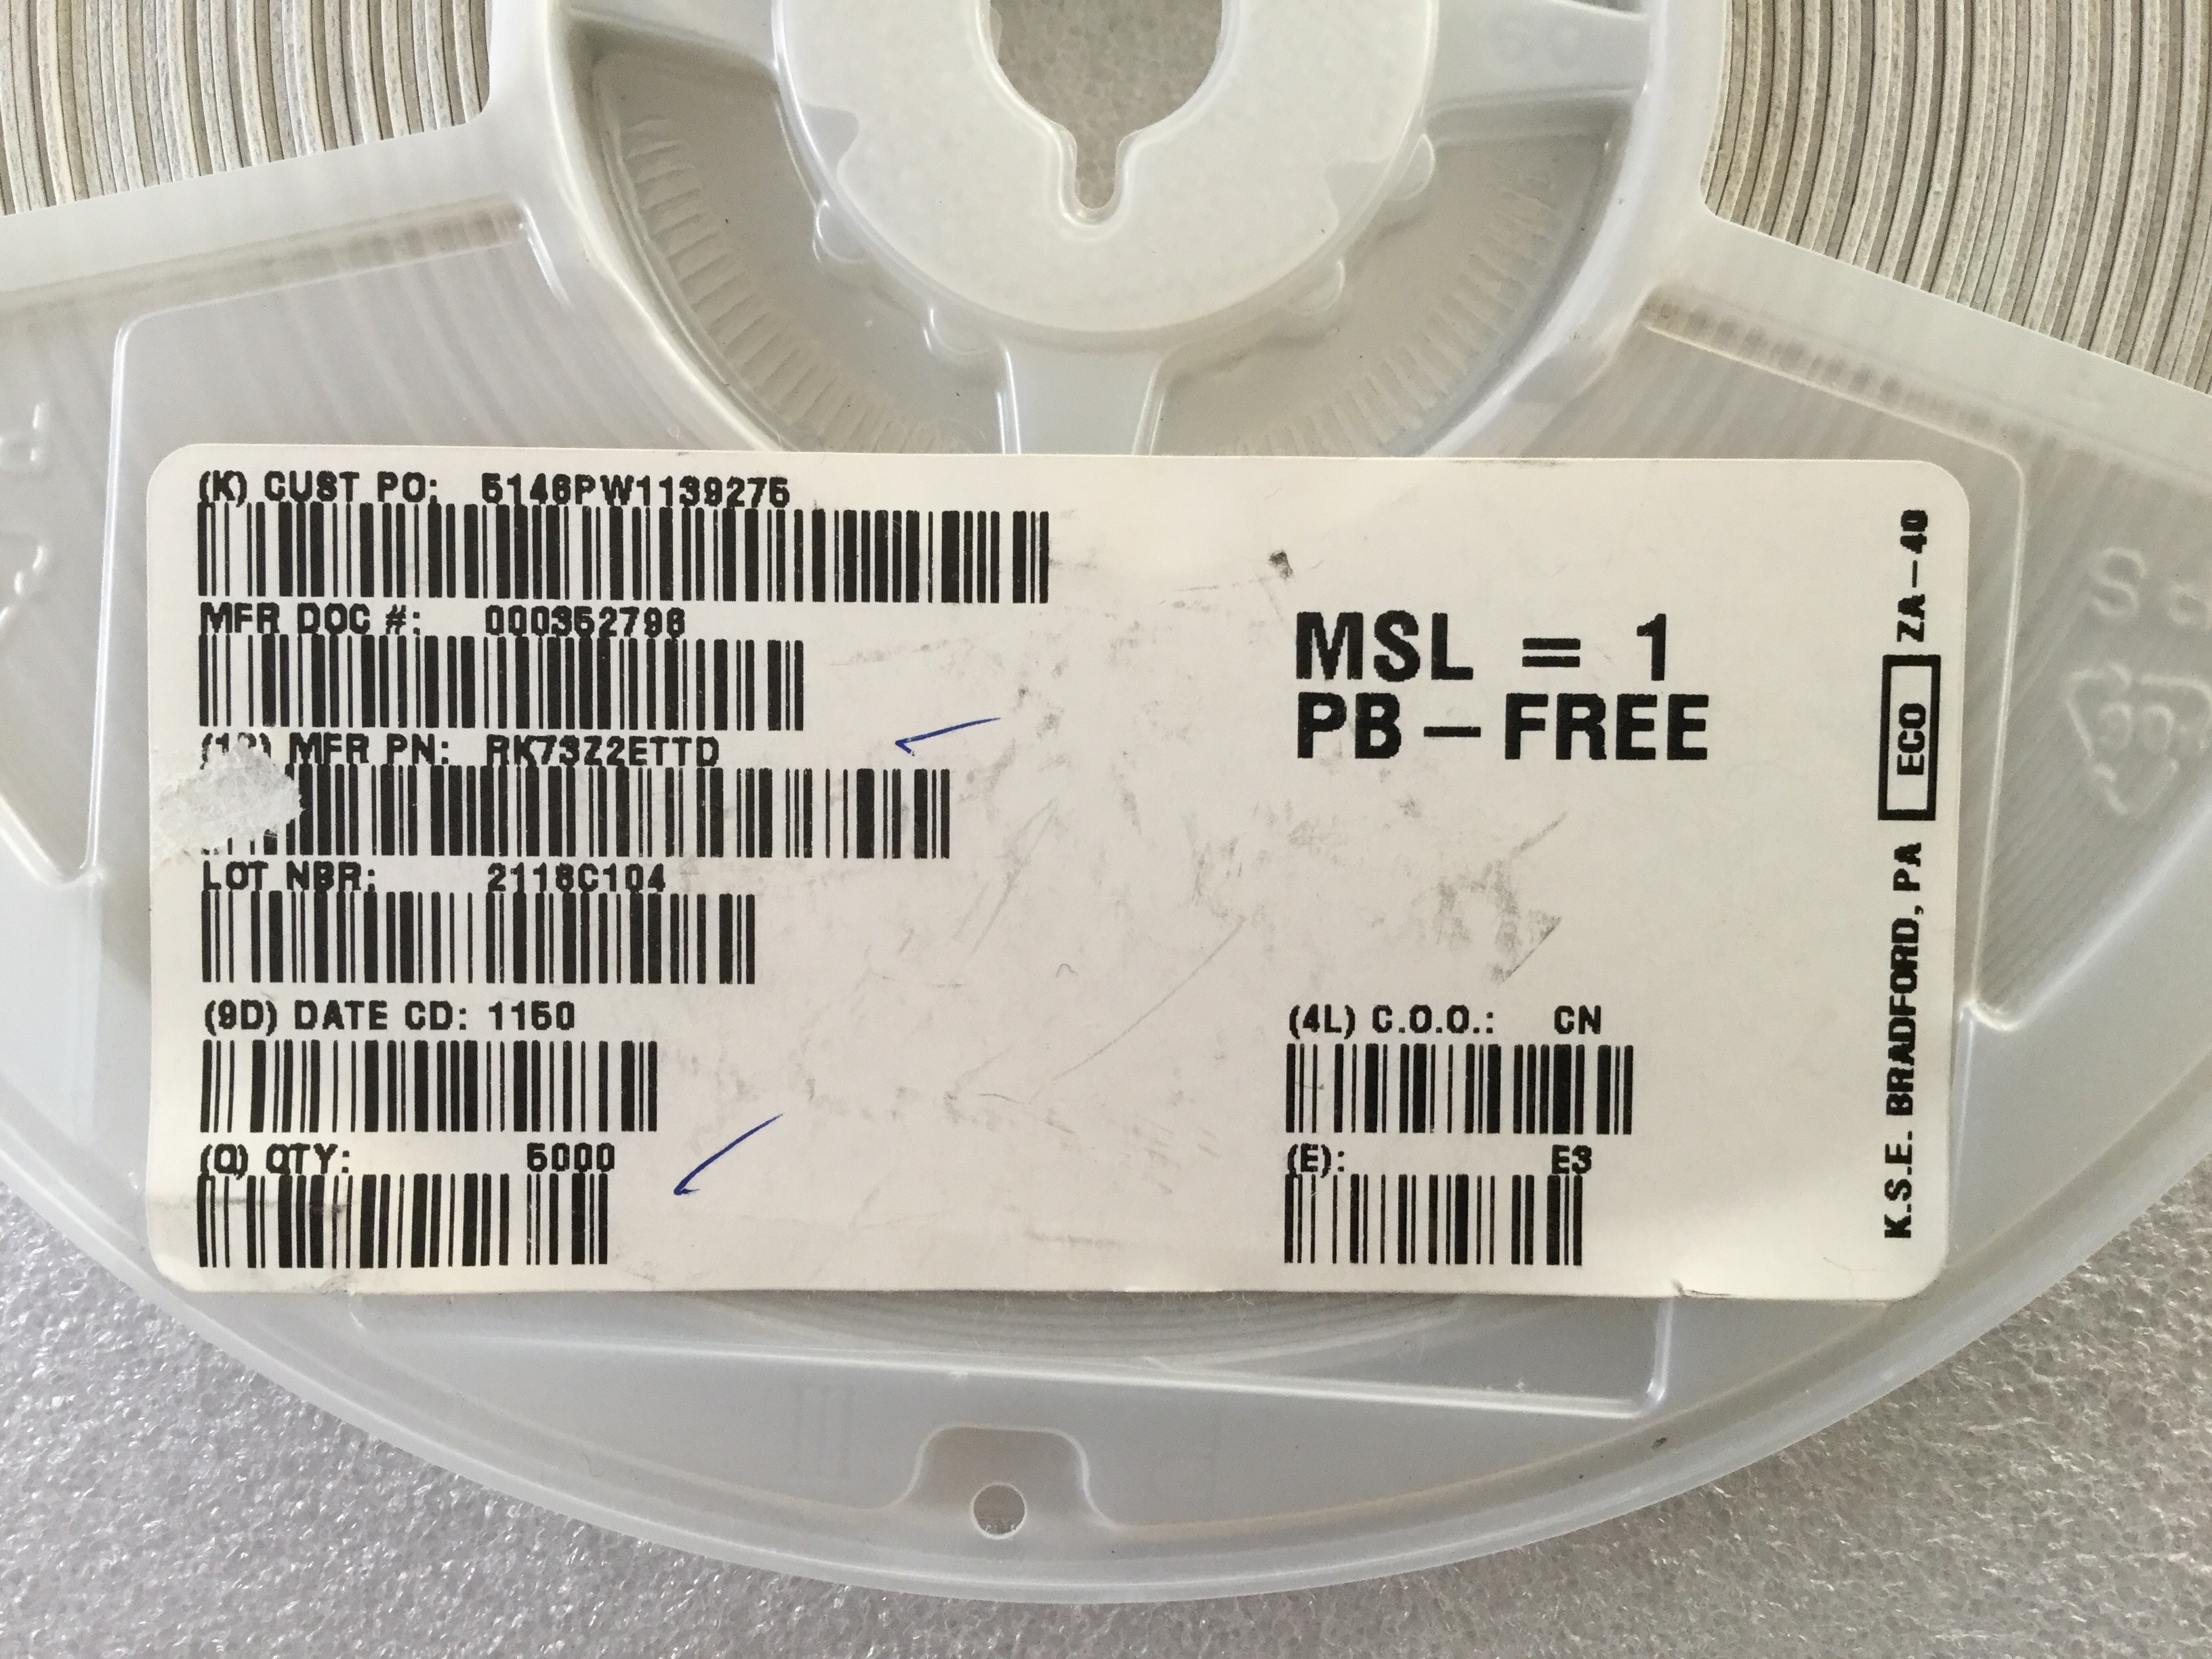 (K) CUST PO: 5146PW1139275
MFR DOC #: 000352796
MFR PN: RK73Z2ETTD
LOT NBR: 2116C104
(9D) DATE CD: 1150
(Q) QTY: 5000
MSL = 1
PB-FREE
(4L) C.O.O.: CN
(E): E3
K.S.E. BRADFORD, PA ECO ZA-40